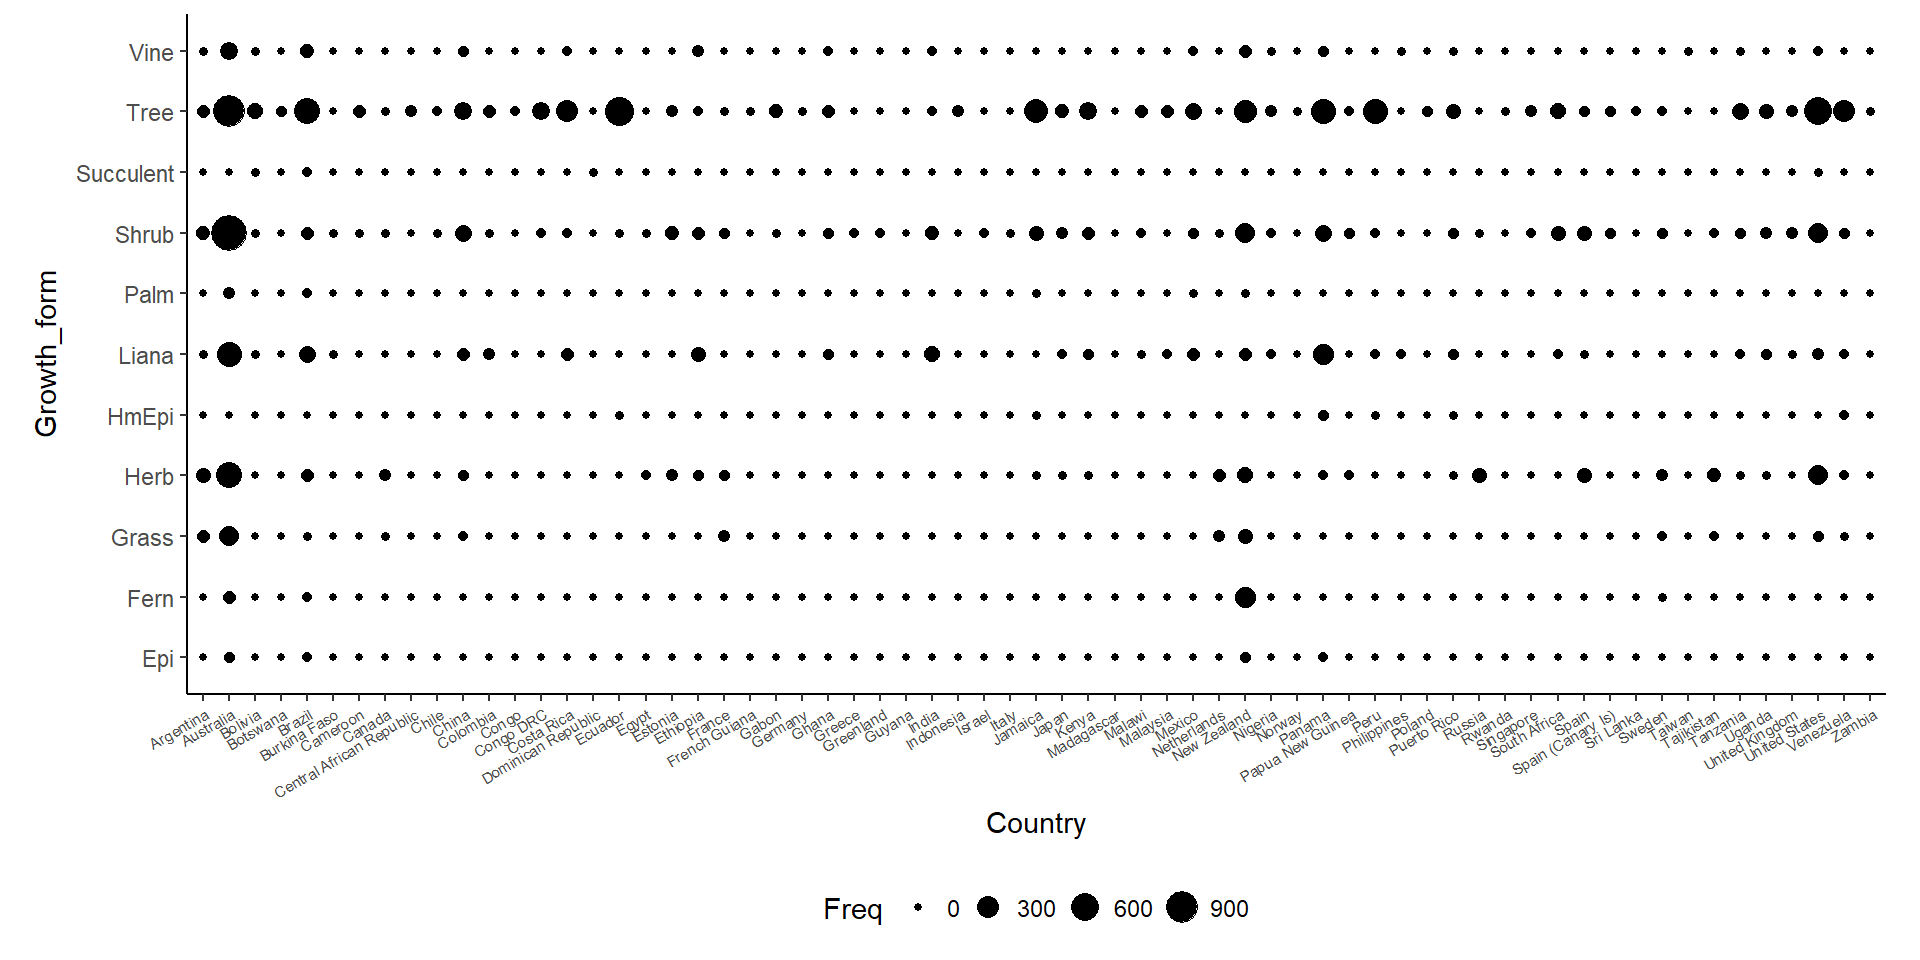 Growth_form
Vine
Tree
Succulent
Shrub
Palm
Liana
HmEpi
Herb
Grass
Fern
Epi
Argentina
Australia
Bolivia
Botswana
Brazil
Burkina Faso
Cameroon
Canada
Central African Republic
Chile
China
Colombia
Congo
Congo DRC
Costa Rica
Dominican Republic
Ecuador
Egypt
Estonia
Ethiopia
France
French Guiana
Gabon
Germany
Ghana
Greece
Greenland
Guyana
India
Indonesia
Israel
Italy
Jamaica
Japan
Kenya
Madagascar
Malawi
Malaysia
Mexico
Netherlands
New Zealand
Nigeria
Norway
Panama
Papua New Guinea
Peru
Philippines
Poland
Puerto Rico
Russia
Rwanda
Singapore
South Africa
Spain
Spain (Canary Is)
Sri Lanka
Sweden
Taiwan
Tajikistan
Tanzania
Uganda
United Kingdom
United States
Venezuela
Zambia
Country
Freq 0 300 600 900